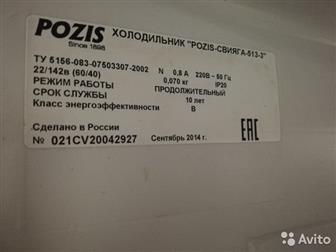 POZIS
Since 1898
ХОЛОДИЛЬНИК "POZIS-СВИЯГА-513-3"
ТУ 5156-083-07503307-2002 N 0,8 А 220В ~ 50 Гц
22/142в (60/40) 0,070 кг IP20
РЕЖИМ РАБОТЫ ПРОДОЛЖИТЕЛЬНЫЙ
СРОК СЛУЖБЫ 10 лет
Класс энергоэффективности В
Сделано в России
№ 021CV20042927 Сентябрь 2014 г.
ЕАС
Avito